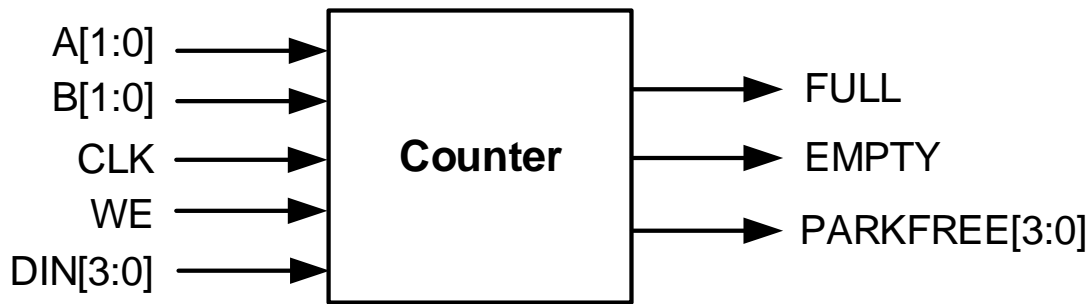 A[1:0]
B[1:0]
CLK
WE
DIN[3:0]
Counter
FULL
EMPTY
PARKFREE[3:0]